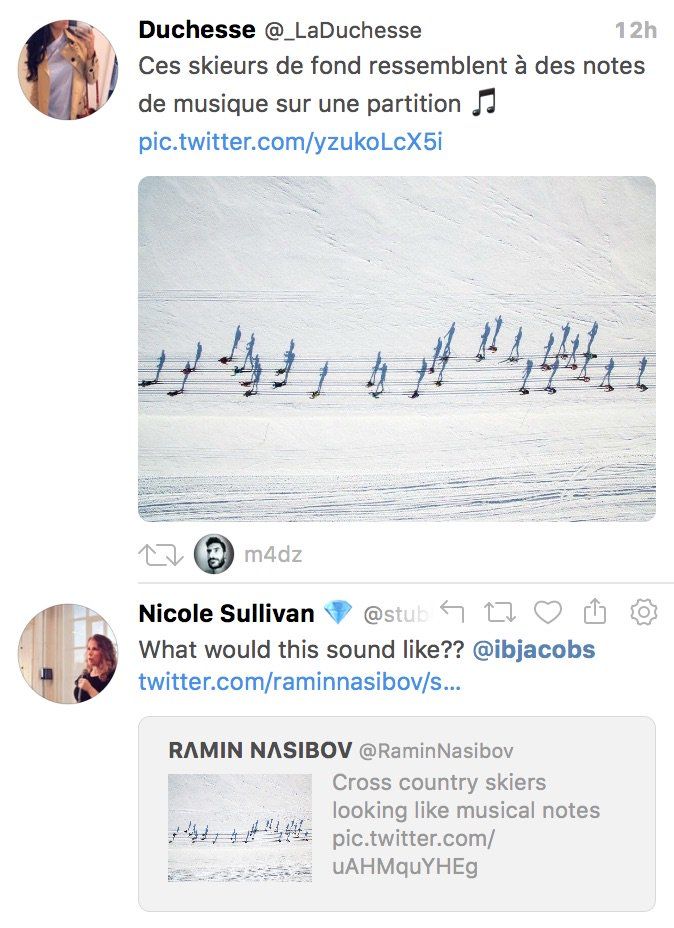 Duchesse @_LaDuchesse 12h
Ces skieurs de fond ressemblent à des notes
de musique sur une partition 🎵
pic.twitter.com/yzukoLcX5i
m4dz
Nicole Sullivan 💎 @stub
What would this sound like?? @ibjacobs
twitter.com/raminnasibov/s...
RΛMIN NΛSIBOV @RaminNasibov
Cross country skiers
looking like musical notes
pic.twitter.com/
uAHMquYHEg